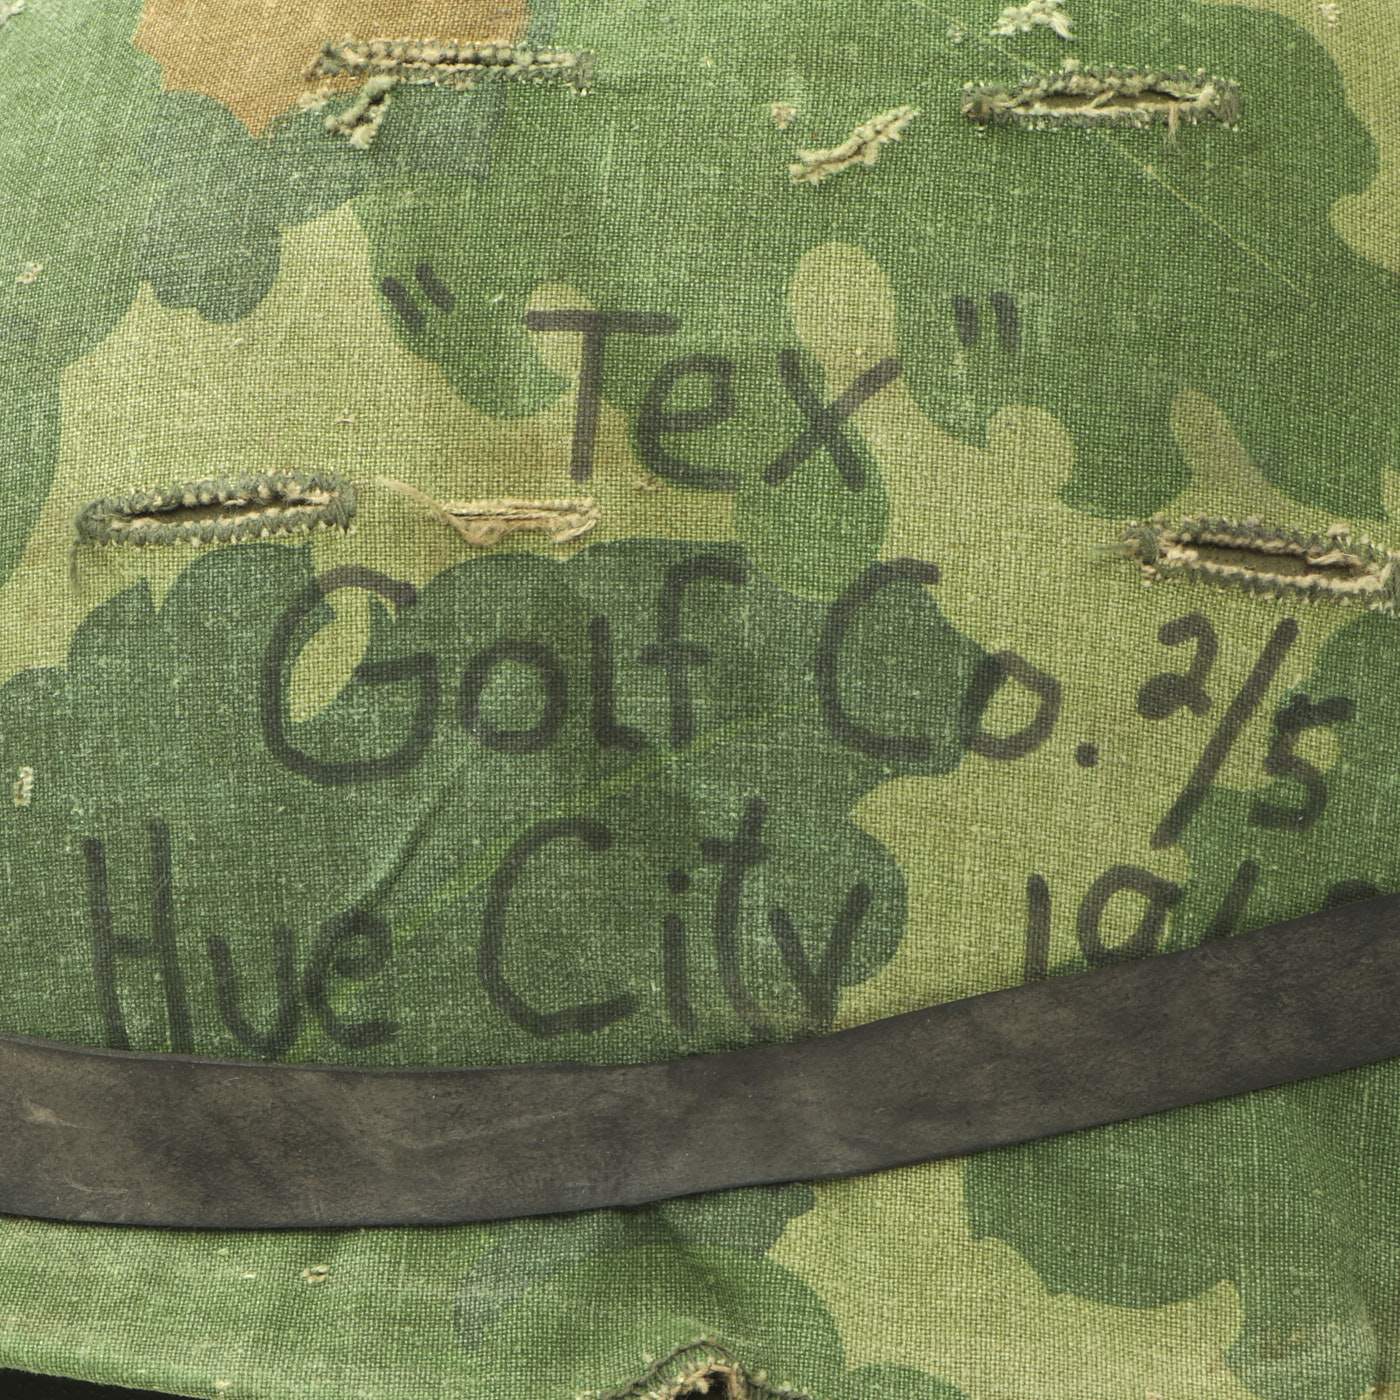 "Tex"
Golf Co. 2/5
Hue City